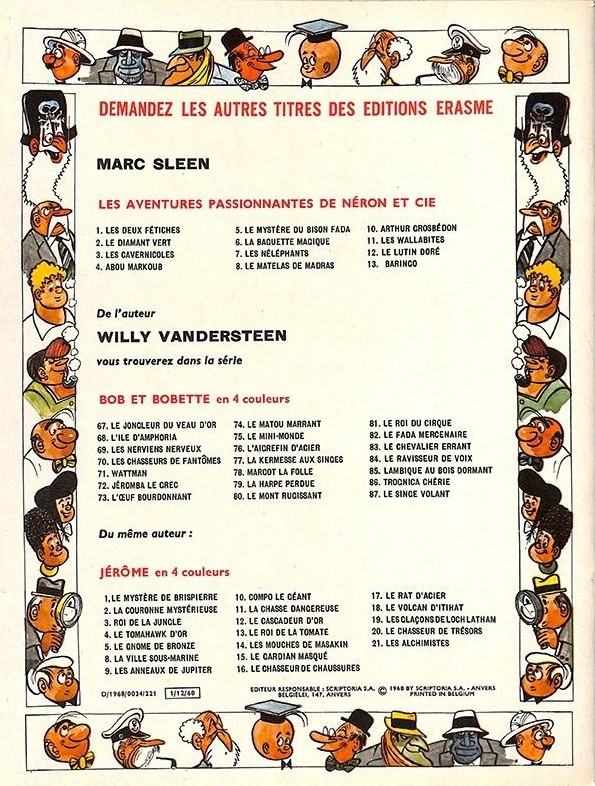 DEMANDEZ LES AUTRES TITRES DES EDITIONS ERASME
MARC SLEEN
LES AVENTURES PASSIONNANTES DE NÉRON ET CIE
1. LES DEUX FÉTICHES
2. LE DIAMANT VERT
3. LES CAVERNICOLES
4. ABOU MARKOUB
5. LE MYSTÈRE DU BISON FADA
6. LA BAGUETTE MAGIQUE
7. LES NÉLÉPHANTS
8. LE MATELAS DE MADRAS
10. ARTHUR GROSBÉDON
11. LES WALLABITES
12. LE LUTIN DORÉ
13. BARINGO
De l'auteur
WILLY VANDERSTEEN
vous trouverez dans la série
BOB ET BOBETTE en 4 couleurs
67. LE JONGLEUR DU VEAU D'OR
68. L'ILE D'AMPHORIA
69. LES NERVIENS NERVEUX
70. LES CHASSEURS DE FANTÔMES
71. WATTMAN
72. JÉROMBA LE GREC
73. L'ŒUF BOURDONNANT
74. LE MATOU MARRANT
75. LE MINI-MONDE
76. L'AIGREFIN D'ACIER
77. LA KERMESSE AUX SINGES
78. MARGOT LA FOLLE
79. LA HARPE PERDUE
80. LE MONT RUGISSANT
81. LE ROI DU CIRQUE
82. LE FADA MERCENAIRE
83. LE CHEVALIER ERRANT
84. LE RAVISSEUR DE VOIX
85. LAMBIQUE AU BOIS DORMANT
86. TROGNICA CHÉRIE
87. LE SINGE VOLANT
Du même auteur :
JÉRÔME en 4 couleurs
1. LE MYSTÈRE DE BRISPIERRE
2. LA COURONNE MYSTÉRIEUSE
3. ROI DE LA JUNGLE
4. LE TOMAHAWK D'OR
5. LE GNOME DE BRONZE
8. LA VILLE SOUS-MARINE
9. LES ANNEAUX DE JUPITER
10. COMPO LE GÉANT
11. LA CHASSE DANGEREUSE
12. LE CASCADEUR D'OR
13. LE ROI DE LA TOMATE
14. LES MOUCHES DE MASAKIN
15. LE GARDIAN MASQUÉ
16. LE CHASSEUR DE CHAUSSURES
17. LE RAT D'ACIER
18. LE VOLCAN D'ITIHAT
19. LES GLAÇONS DE LOCH LATHAM
20. LE CHASSEUR DE TRÉSORS
21. LES ALCHIMISTES
D/1968/0034/221 1/12/68
EDITEUR RESPONSABLE : SCRIPTORIA S.A.
BELGIËLEI, 147, ANVERS
© 1968 BY SCRIPTORIA S.A. - ANVERS
PRINTED IN BELGIUM